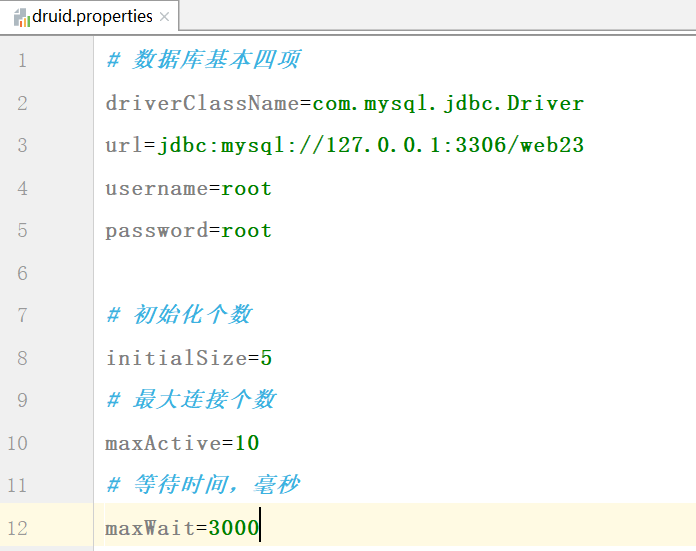 druid.properties
1 # 数据库基本四项
2 driverClassName=com.mysql.jdbc.Driver
3 url=jdbc:mysql://127.0.0.1:3306/web23
4 username=root
5 password=root
6
7 # 初始化个数
8 initialSize=5
9 # 最大连接个数
10 maxActive=10
11 # 等待时间，毫秒
12 maxWait=3000